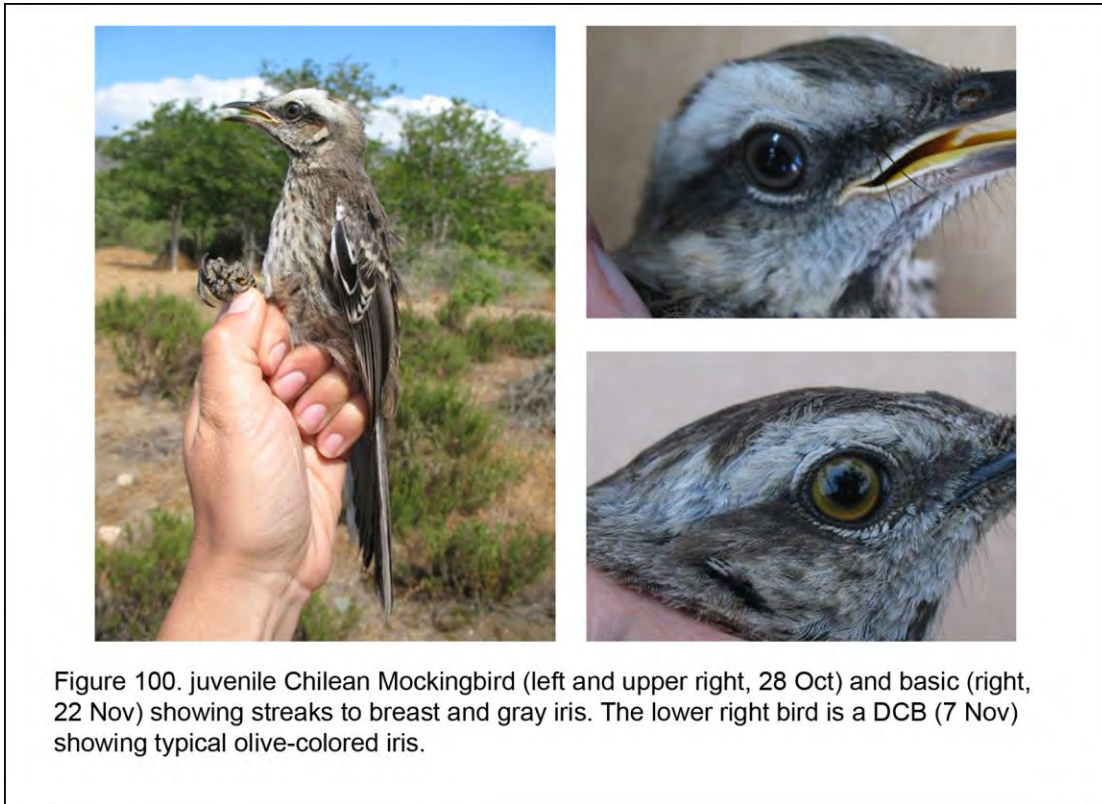 Figure 100. juvenile Chilean Mockingbird (left and upper right, 28 Oct) and basic (right,
22 Nov) showing streaks to breast and gray iris. The lower right bird is a DCB (7 Nov)
showing typical olive-colored iris.